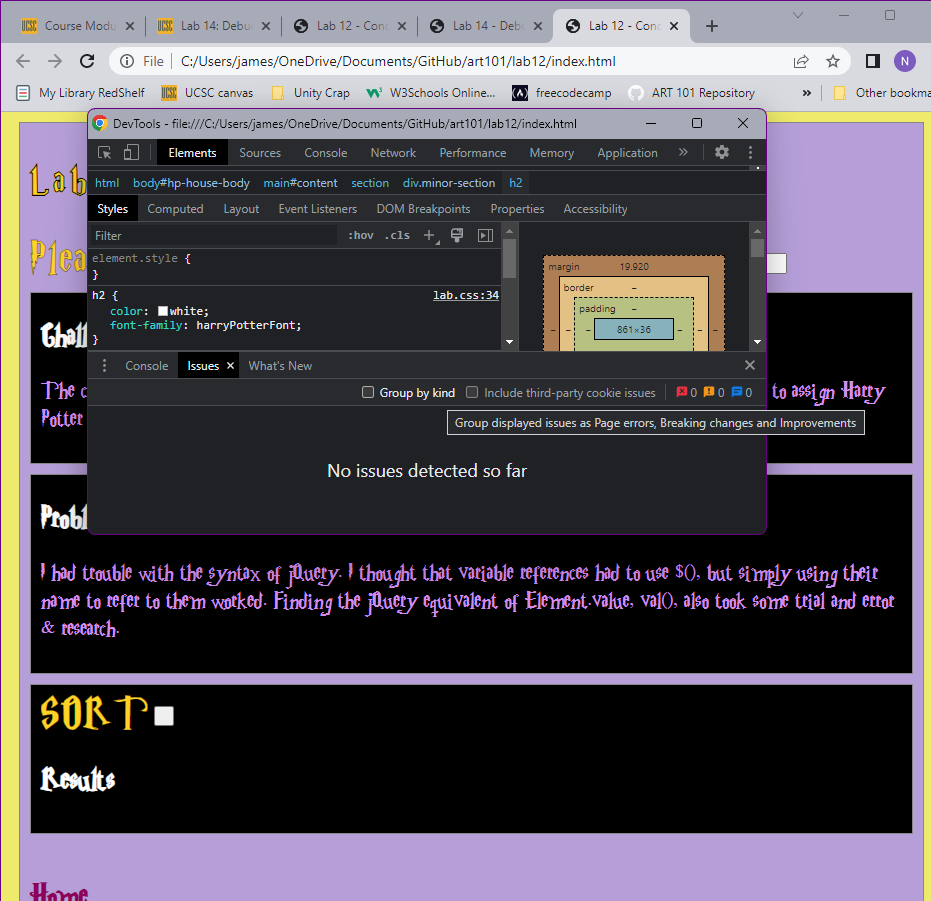 Course Modu
Lab 14: Debu
Lab 12 - Con
Lab 14 - Debu
Lab 12 - Con
File
C:/Users/james/OneDrive/Documents/GitHub/art101/lab12/index.html
N
My Library RedShelf
UCSC canvas
Unity Crap
W3Schools Online...
freecodecamp
ART 101 Repository
»
Other bookma
DevTools - file:///C:/Users/james/OneDrive/Documents/GitHub/art101/lab12/index.html
Elements
Sources
Console
Network
Performance
Memory
Application
»
html
body#hp-house-body
main#content
section
div.minor-section
h2
Styles
Computed
Layout
Event Listeners
DOM Breakpoints
Properties
Accessibility
Filter
:hov
.cls
element.style {
}
h2 {
lab.css:34
color: white;
font-family: harryPotterFont;
}
margin
19.920
border
–
padding
–
– – – 861×36 – – –
Console
Issues
What's New
Group by kind
Include third-party cookie issues
0
0
0
Group displayed issues as Page errors, Breaking changes and Improvements
No issues detected so far
Lab
Plea
Chall
The c
to assign Harry
Potter
Probl
I had trouble with the syntax of jQuery. I thought that variable references had to use $(), but simply using their
name to refer to them worked. Finding the jQuery equivalent of Element.value, val(), also took some trial and error
& research.
SORT
Results
Home